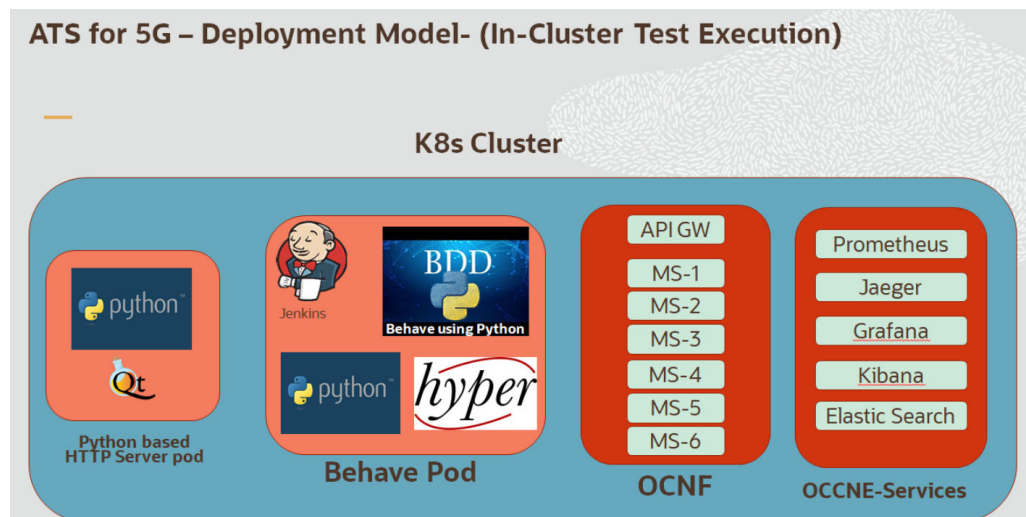 ATS for 5G – Deployment Model- (In-Cluster Test Execution)
K8s Cluster
python™
Qt
Python based
HTTP Server pod
Jenkins
BDD
Behave using Python
python™
hyper
Behave Pod
API GW
MS-1
MS-2
MS-3
MS-4
MS-5
MS-6
OCNF
Prometheus
Jaeger
Grafana
Kibana
Elastic Search
OCCNE-Services